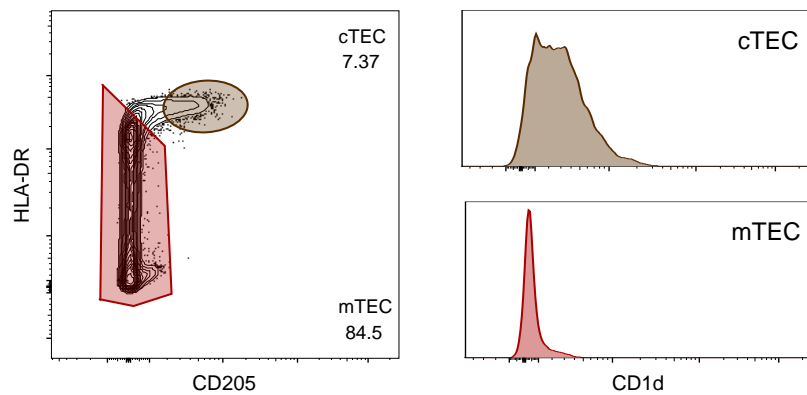 cTEC
7.37
HLA-DR
mTEC
84.5
CD205
cTEC
mTEC
CD1d